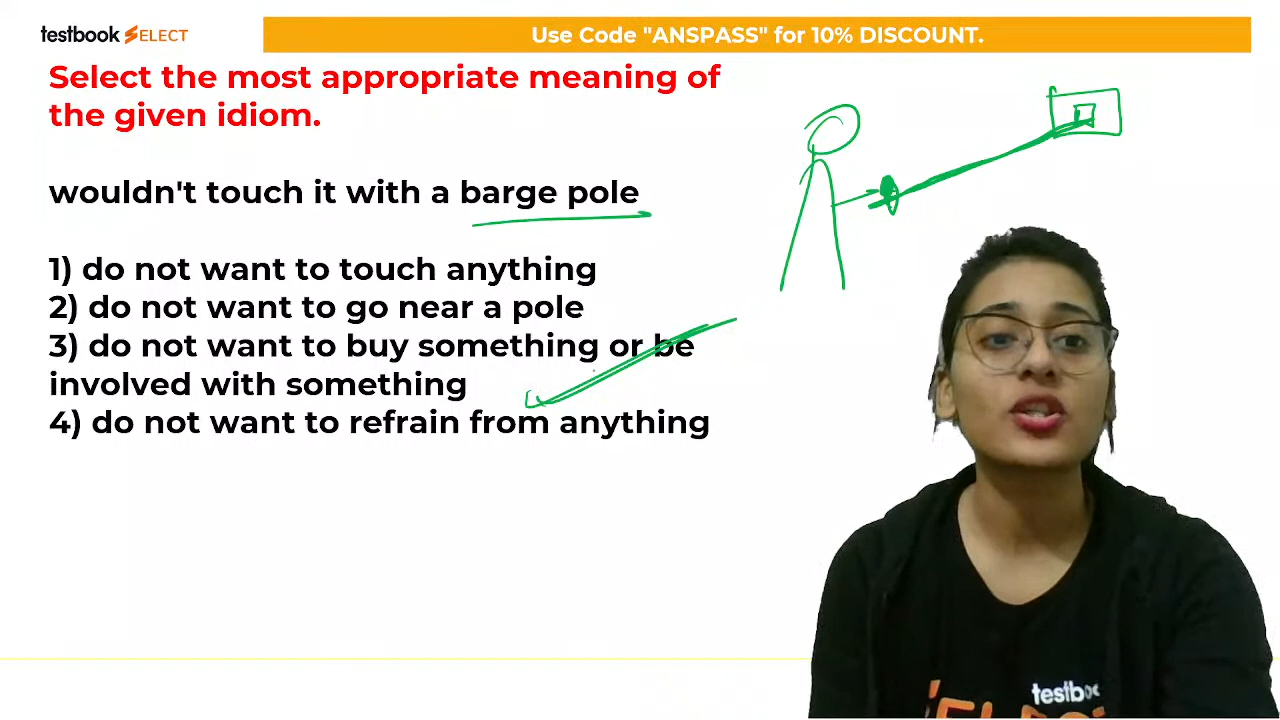 testbook SELECT
Use Code "ANSPASS" for 10% DISCOUNT.
Select the most appropriate meaning of
the given idiom.
wouldn't touch it with a barge pole
1) do not want to touch anything
2) do not want to go near a pole
3) do not want to buy something or be
involved with something
4) do not want to refrain from anything
testbo
SELECT